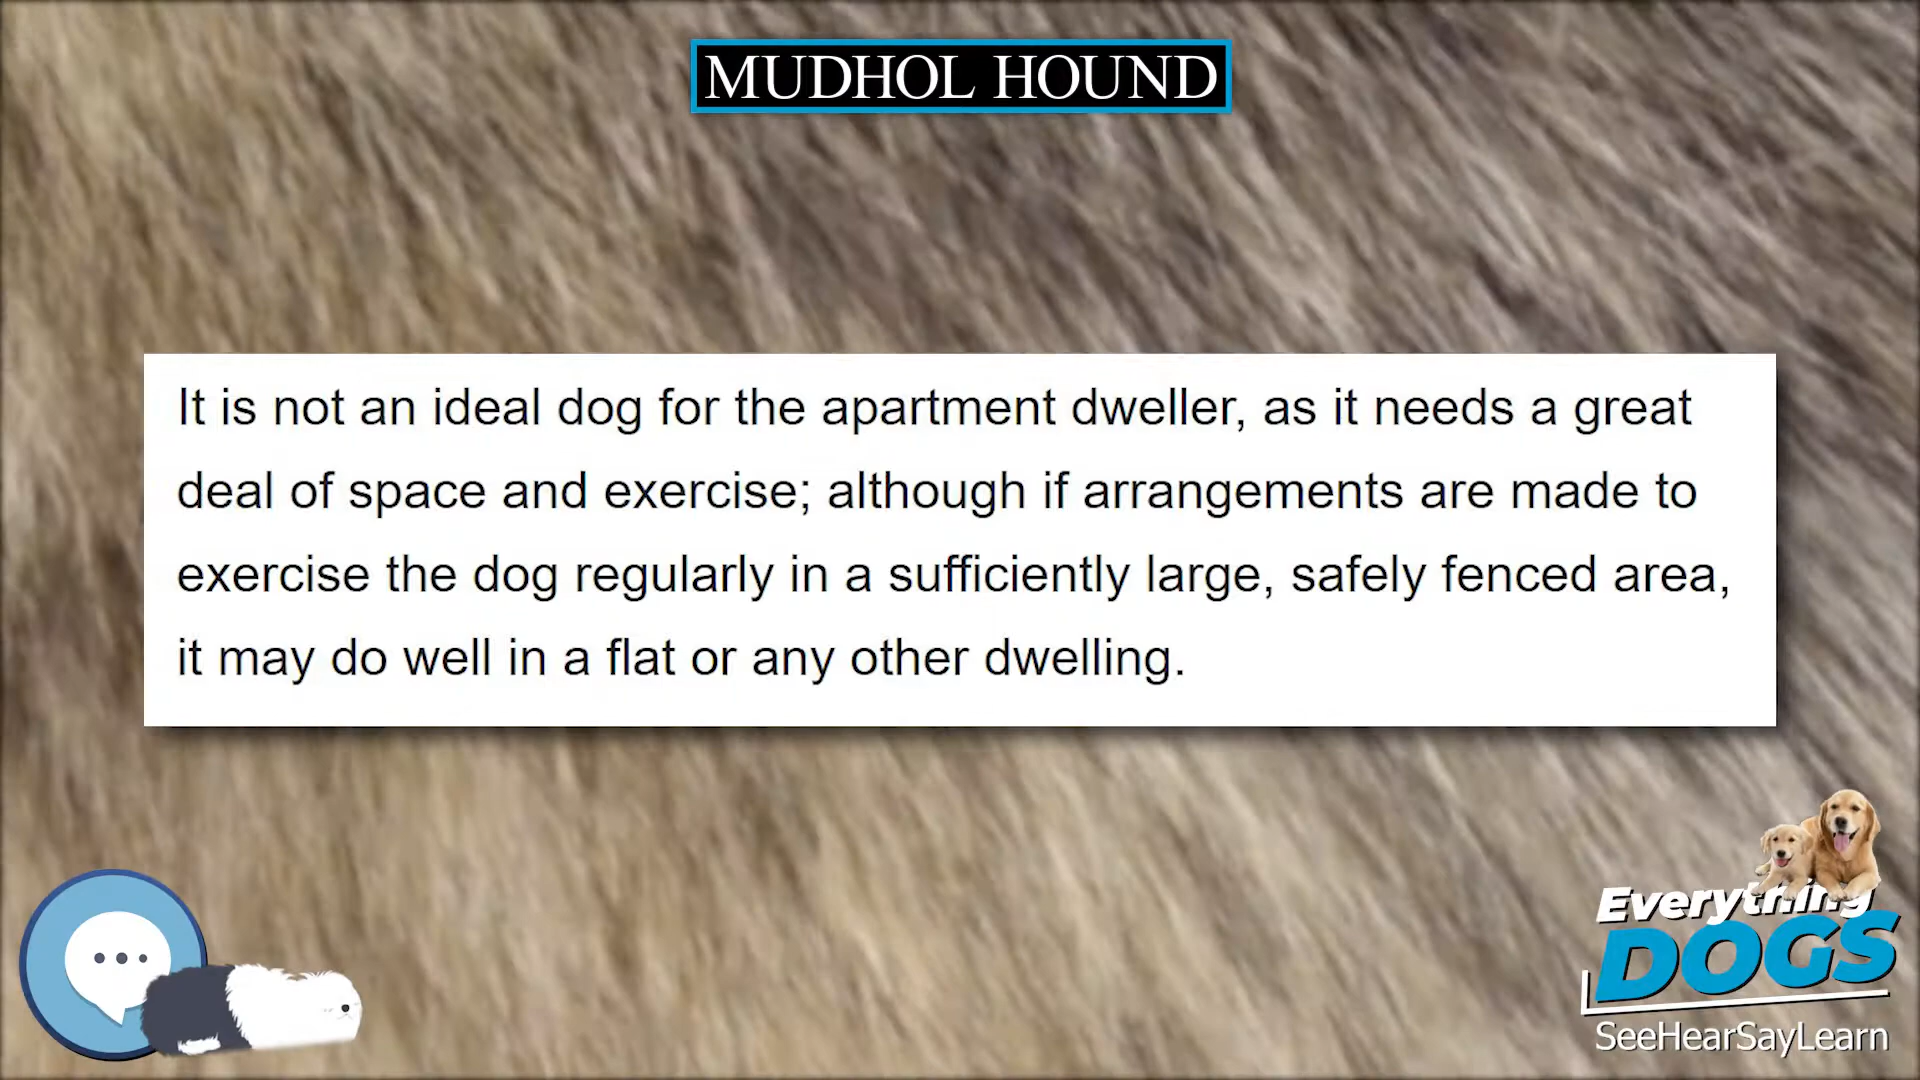 MUDHOL HOUND
It is not an ideal dog for the apartment dweller, as it needs a great
deal of space and exercise; although if arrangements are made to
exercise the dog regularly in a sufficiently large, safely fenced area,
it may do well in a flat or any other dwelling.
Everything
DOGS
SeeHearSayLearn